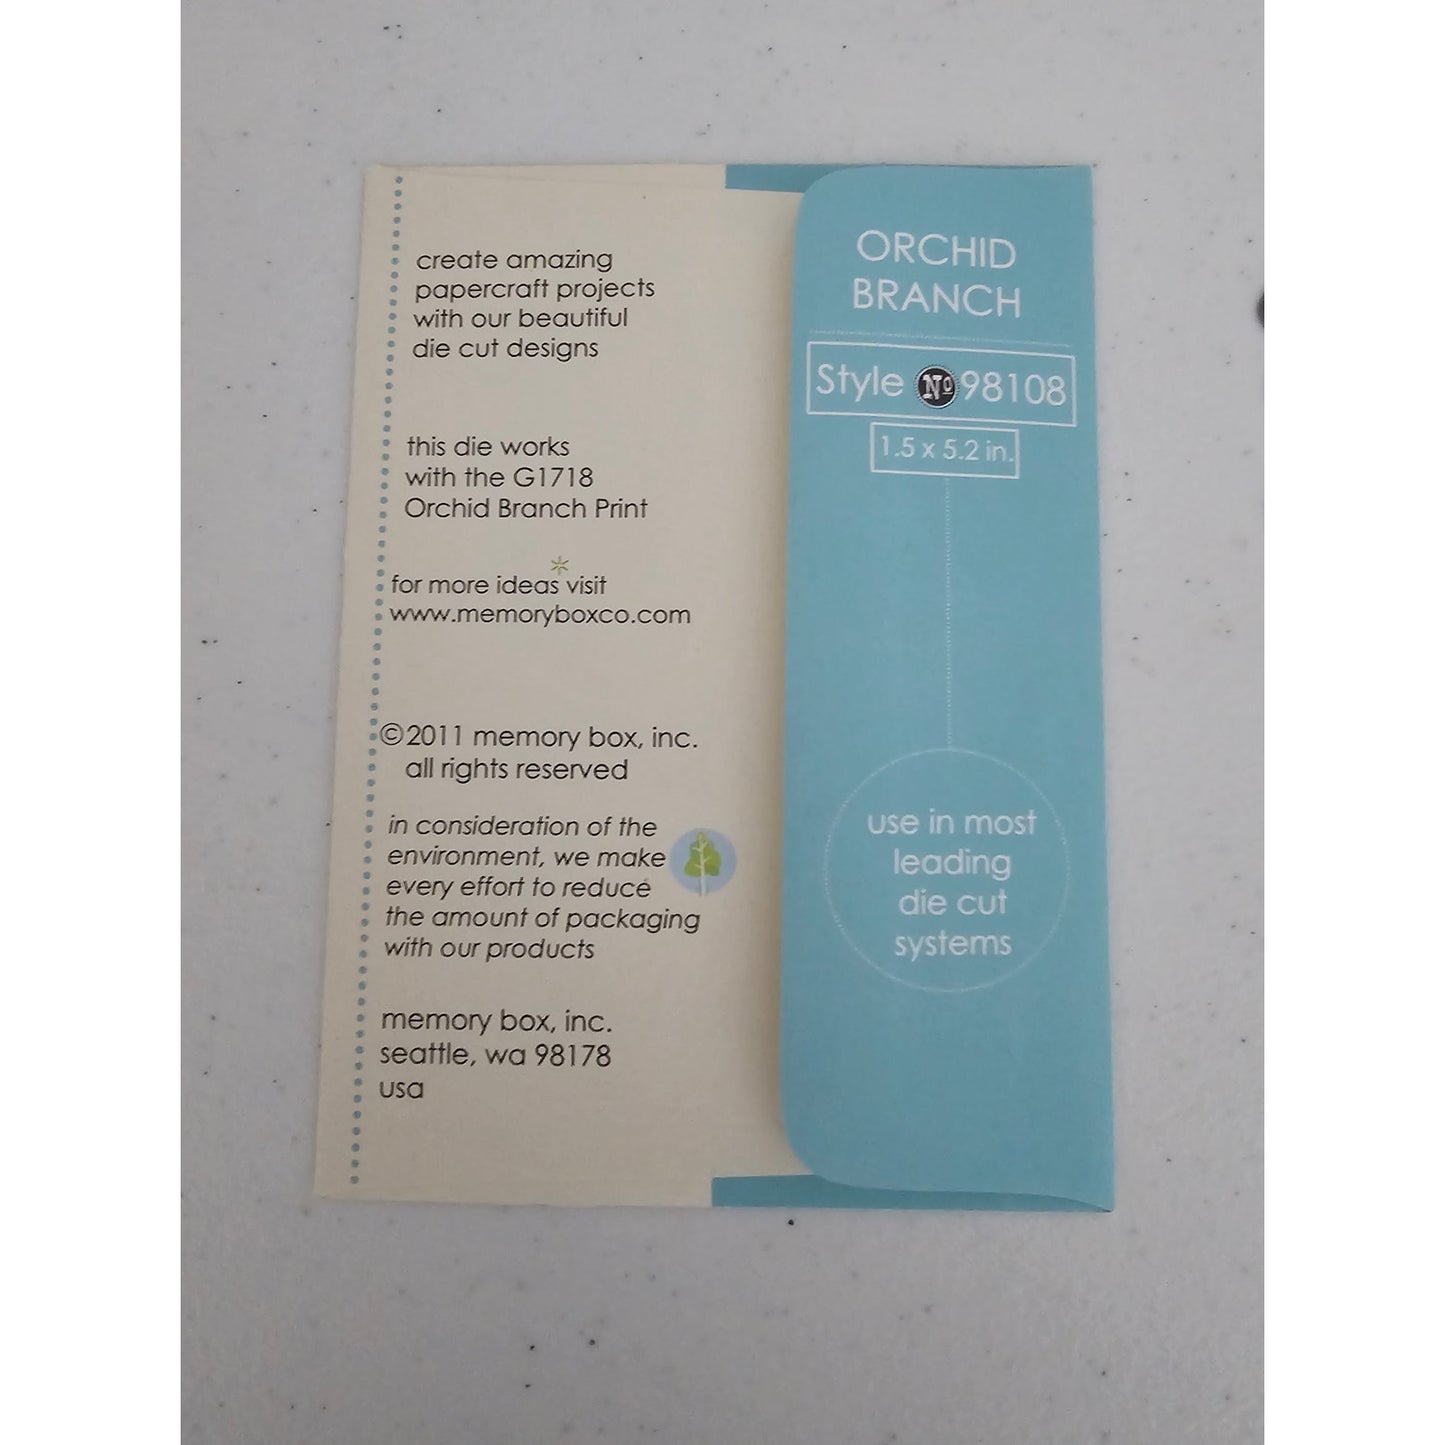 create amazing
papercraft projects
with our beautiful
die cut designs
this die works
with the G1718
Orchid Branch Print
for more ideas visit
www.memoryboxco.com
©2011 memory box, inc.
all rights reserved
in consideration of the
environment, we make
every effort to reduce
the amount of packaging
with our products
memory box, inc.
seattle, wa 98178
usa
ORCHID
BRANCH
Style No 98108
1.5 x 5.2 in.
use in most
leading
die cut
systems